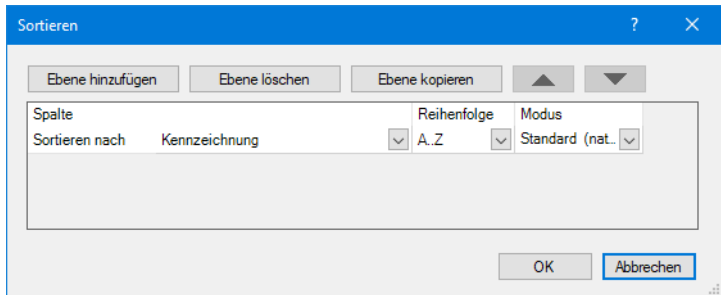 Sortieren
Ebene hinzufügen Ebene löschen Ebene kopieren
Spalte Reihenfolge Modus
Sortieren nach Kennzeichnung A..Z Standard (nat...
OK Abbrechen